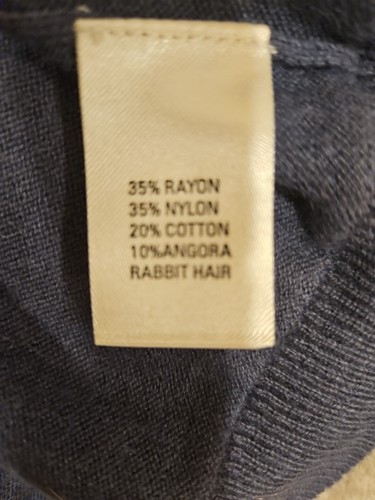 35% RAYON
35% NYLON
20% COTTON
10%ANGORA
RABBIT HAIR